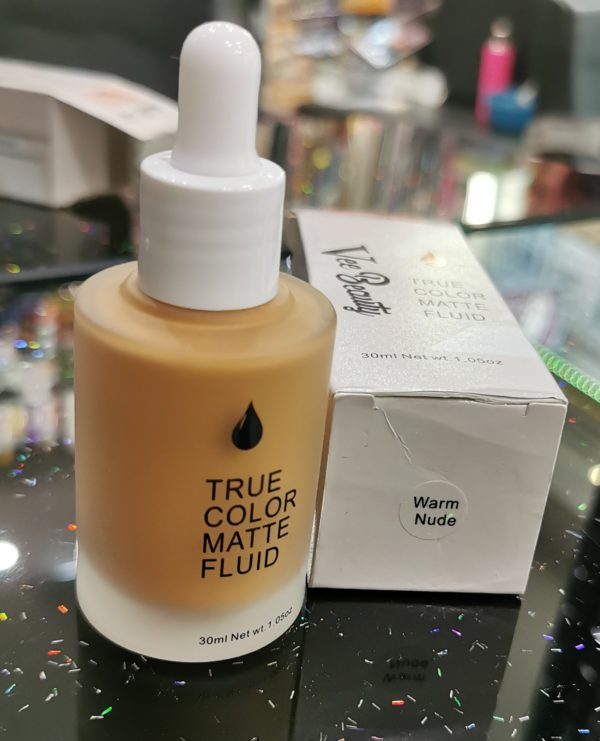 TRUE
COLOR
MATTE
FLUID
30ml Net wt.1.05oz
Vee Beauty
TRUE
COLOR
MATTE
FLUID
30ml Net wt.1.05oz
Warm
Nude